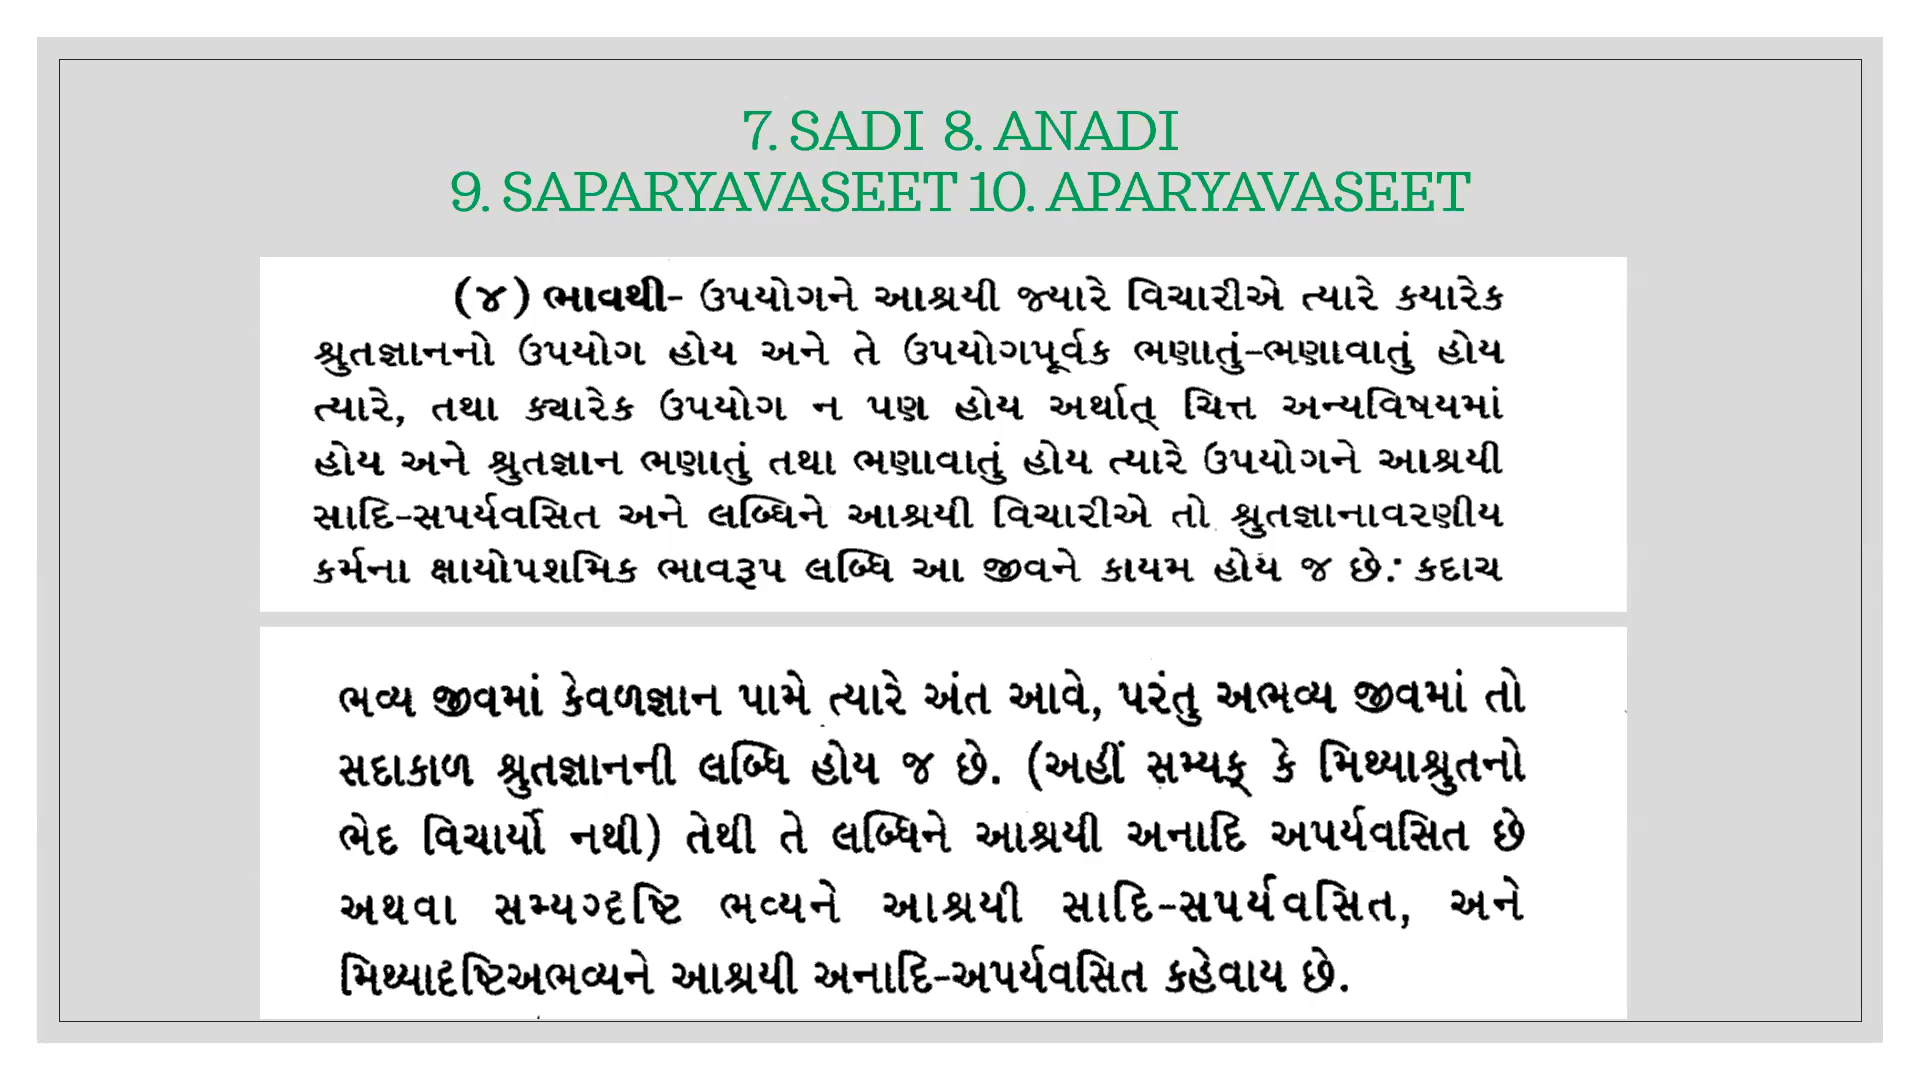 7. SADI 8. ANADI
9. SAPARYAVASEET 10. APARYAVASEET
(૪) ભાવથી- ઉપયોગને આશ્રયી જ્યારે વિચારીએ ત્યારે કયારેક
શ્રુતજ્ઞાનનો ઉપયોગ હોય અને તે ઉપયોગપૂર્વક ભણાતું-ભણાવાતું હોય
ત્યારે, તથા ક્યારેક ઉપયોગ ન પણ હોય અર્થાત્ ચિત્ત અન્યવિષયમાં
હોય અને શ્રુતજ્ઞાન ભણાતું તથા ભણાવાતું હોય ત્યારે ઉપયોગને આશ્રયી
સાદિ-સપર્યવસિત અને લબ્ધિને આશ્રયી વિચારીએ તો શ્રુતજ્ઞાનાવરણીય
કર્મના ક્ષાયોપશમિક ભાવરૂપ લબ્ધિ આ જીવને કાયમ હોય જ છે. કદાચ
ભવ્ય જીવમાં કેવળજ્ઞાન પામે ત્યારે અંત આવે, પરંતુ અભવ્ય જીવમાં તો
સદાકાળ શ્રુતજ્ઞાનની લબ્ધિ હોય જ છે. (અહીં સમ્યક્ કે મિથ્યાશ્રુતનો
ભેદ વિચાર્યો નથી) તેથી તે લબ્ધિને આશ્રયી અનાદિ અપર્યવસિત છે
અથવા સમ્યગ્દૃષ્ટિ ભવ્યને આશ્રયી સાદિ-સપર્યવસિત, અને
મિથ્યાદૃષ્ટિઅભવ્યને આશ્રયી અનાદિ-અપર્યવસિત કહેવાય છે.